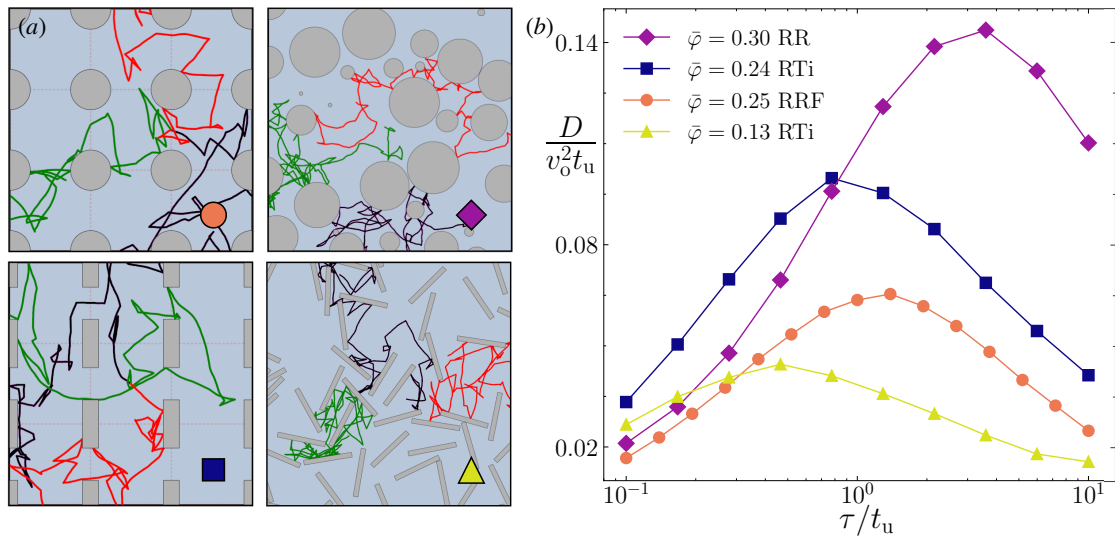 (a)
(b)
D
v_o^2 t_u
0.14
0.08
0.02
φ̄ = 0.30 RR
φ̄ = 0.24 RTi
φ̄ = 0.25 RRF
φ̄ = 0.13 RTi
10^−1
10^0
10^1
τ/t_u